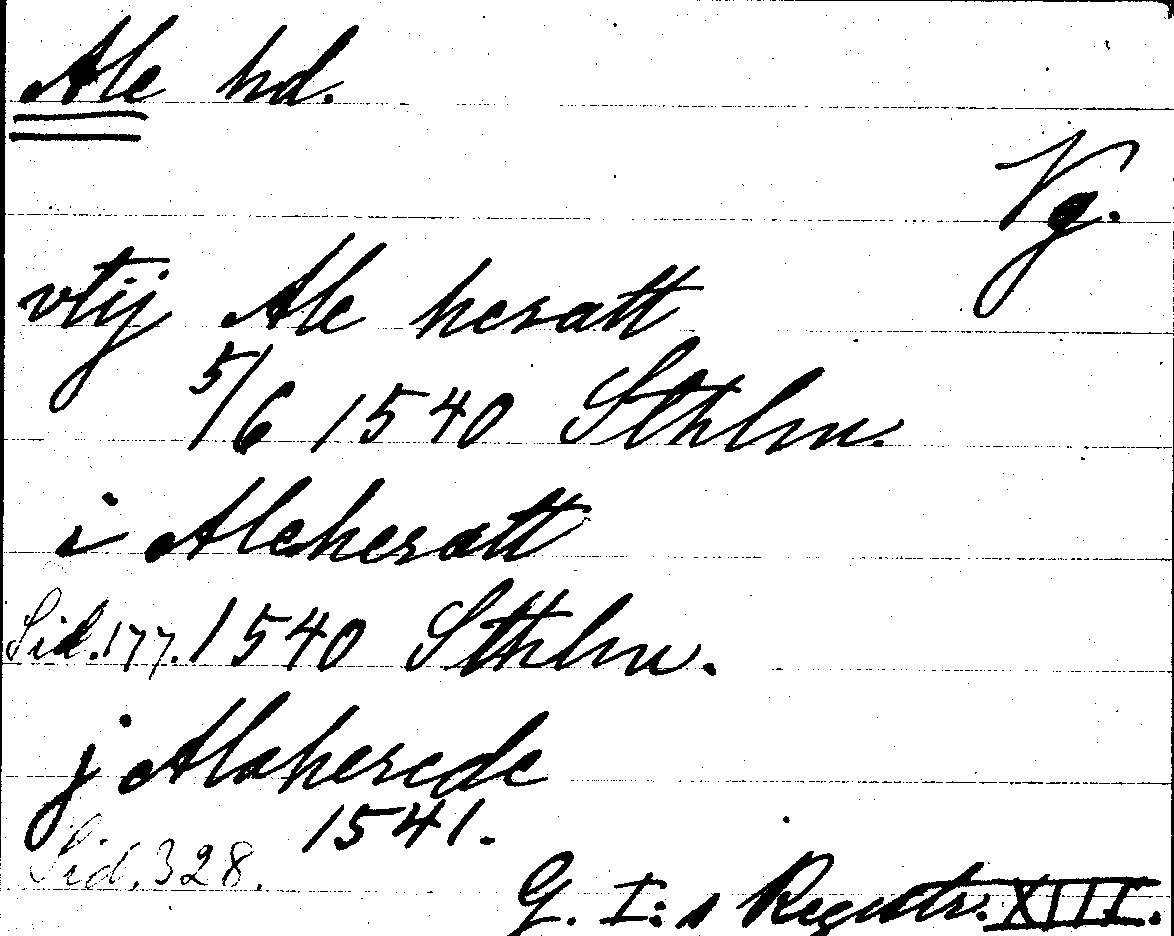 Ale hd.
Vg.
vtij Ale heratt
5/6 1540 Sthlm.
i Aleheratt
Sid. 177. 1540 Sthlm.
j Alaherede
1541.
Sid. 328.
G. I:s Registr. XIII.